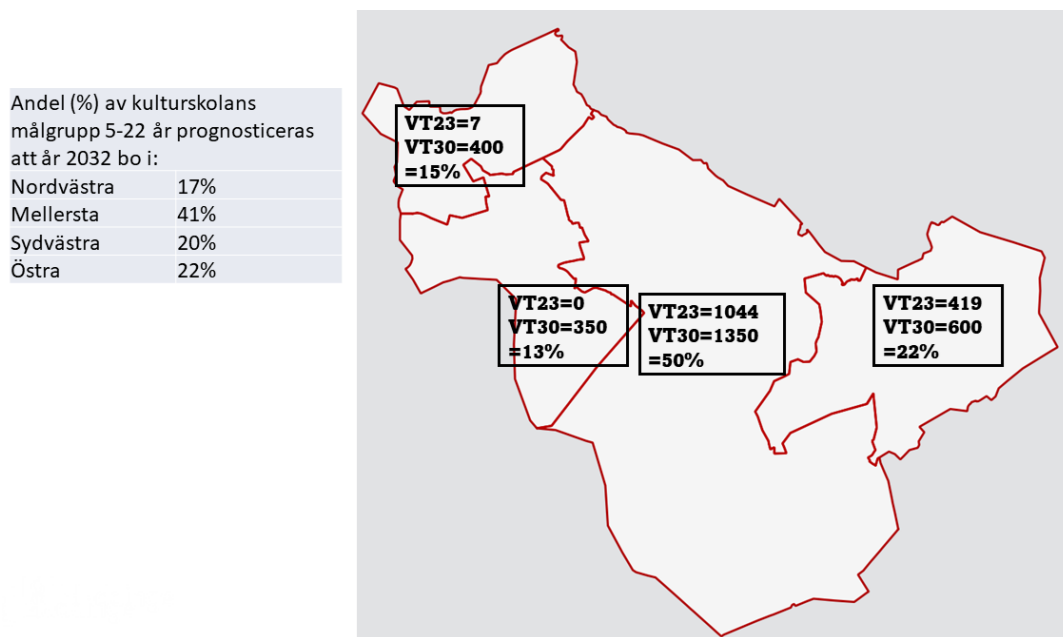 Andel (%) av kulturskolans
målgrupp 5-22 år prognosticeras
att år 2032 bo i:
Nordvästra 17%
Mellersta 41%
Sydvästra 20%
Östra 22%
VT23=7
VT30=400
=15%
VT23=0
VT30=350
=13%
VT23=1044
VT30=1350
=50%
VT23=419
VT30=600
=22%